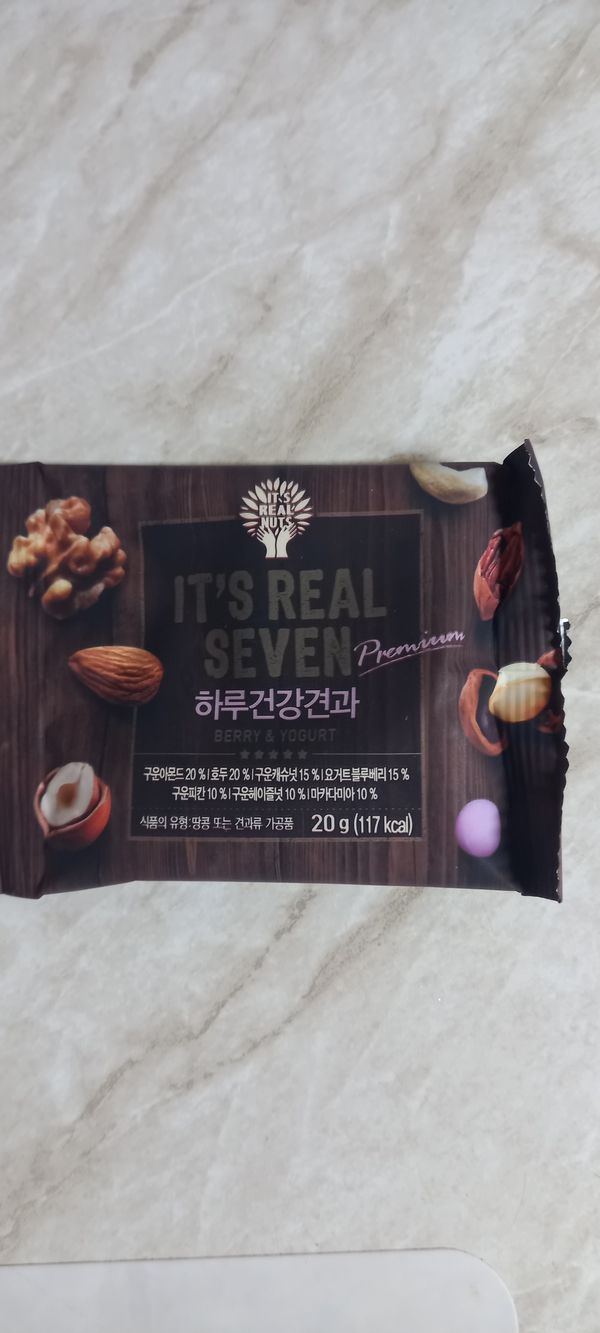 IT'S
REAL
NUTS
IT'S REAL
SEVEN Premium
하루건강견과
BERRY & YOGURT
구운아몬드 20 % | 호두 20 % | 구운캐슈넛 15 % | 요거트블루베리 15 %
구운피칸 10 % | 구운헤이즐넛 10 % | 마카다미아 10 %
식품의 유형:땅콩 또는 견과류 가공품 20 g (117 kcal)